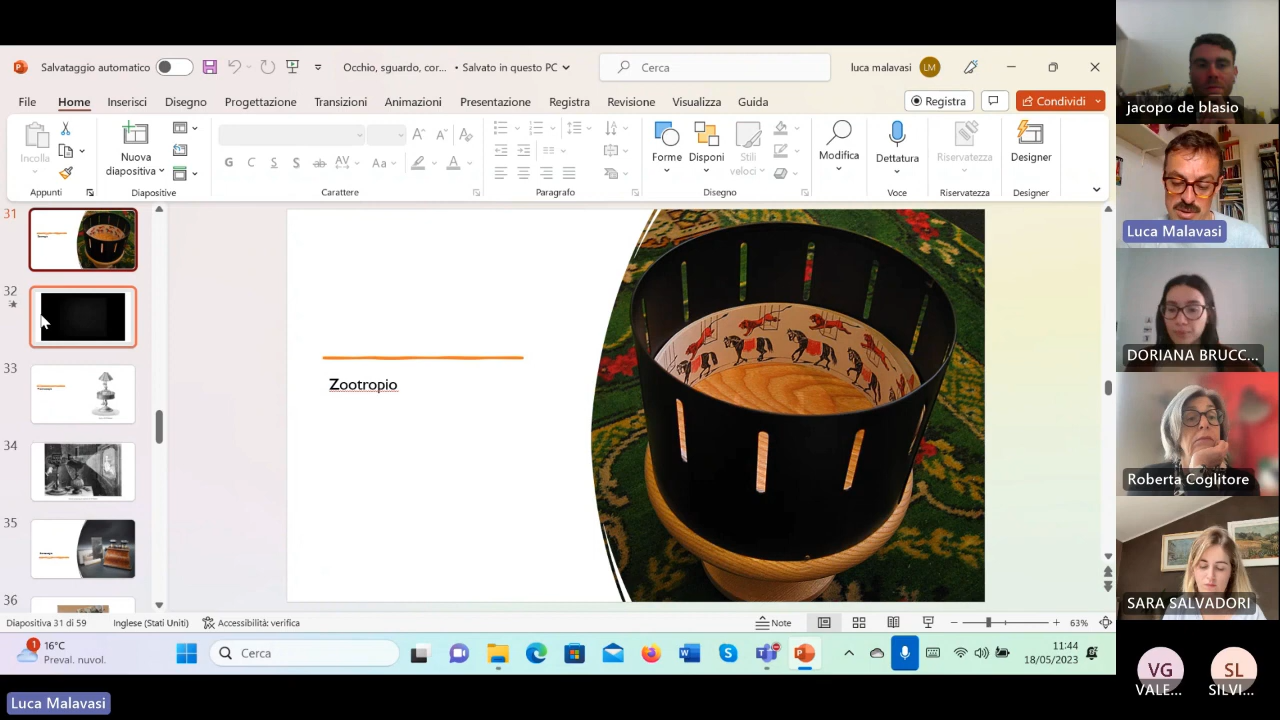 Salvataggio automatico
Occhio, sguardo, cor... • Salvato in questo PC
Cerca
luca malavasi
LM
File
Home
Inserisci
Disegno
Progettazione
Transizioni
Animazioni
Presentazione
Registra
Revisione
Visualizza
Guida
Registra
Condividi
Incolla
Nuova
diapositiva
G
C
S
S
ab
AV
Aa
A
Forme
Disponi
Stili
veloci
Modifica
Dettatura
Riservatezza
Designer
Appunti
Diapositive
Carattere
Paragrafo
Disegno
Voce
Riservatezza
Designer
31
32
33
34
35
36
Zootropio
Diapositiva 31 di 59
Inglese (Stati Uniti)
Accessibilità: verifica
Note
63%
1
16°C
Preval. nuvol
Cerca
11:44
18/05/2023
Luca Malavasi
jacopo de blasio
Luca Malavasi
DORIANA BRUCC...
Roberta Coglitore
SARA SALVADORI
VG
VALE...
SL
SILVI...